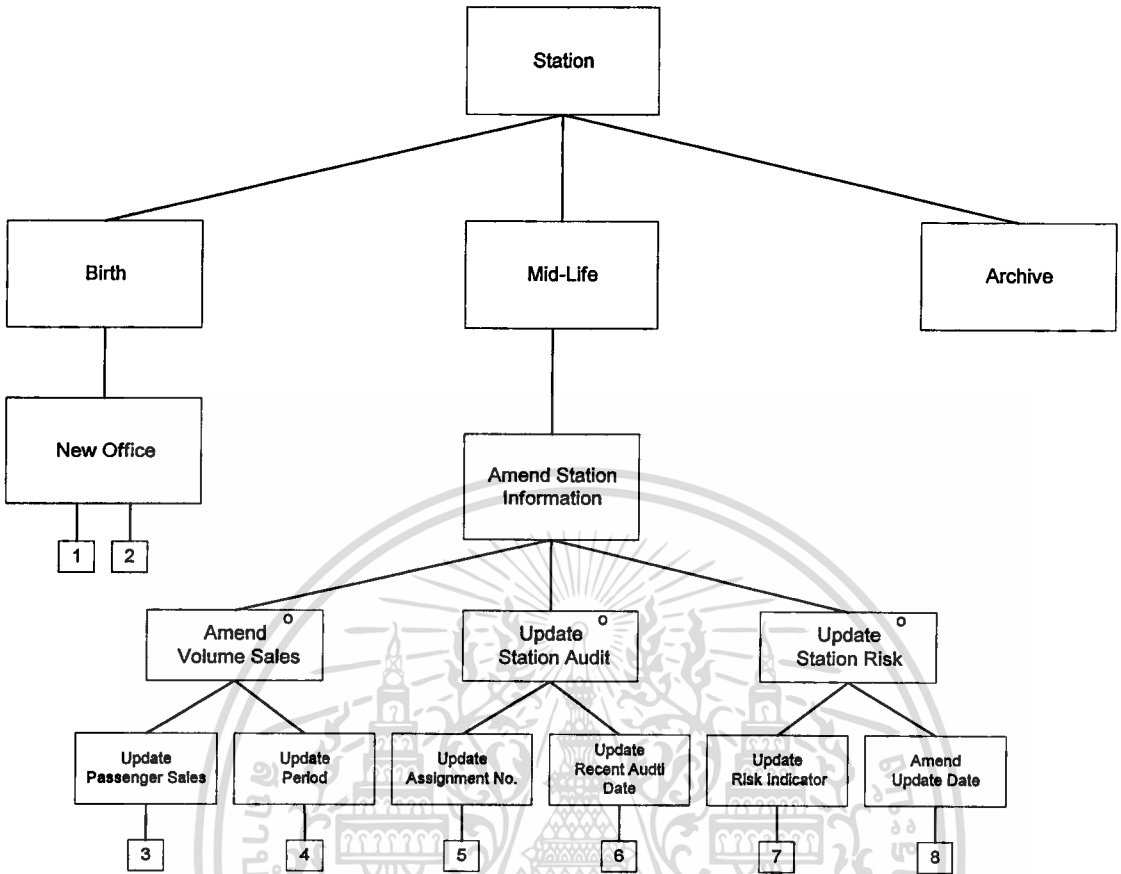 Station
Birth
Mid-Life
Archive
New Office
Amend Station
Information
1
2
Amend
Volume Sales
o
Update
Station Audit
o
Update
Station Risk
o
Update
Passenger Sales
Update
Period
Update
Assignment No.
Update
Recent Audti
Date
Update
Risk Indicator
Amend
Update Date
3
4
5
6
7
8